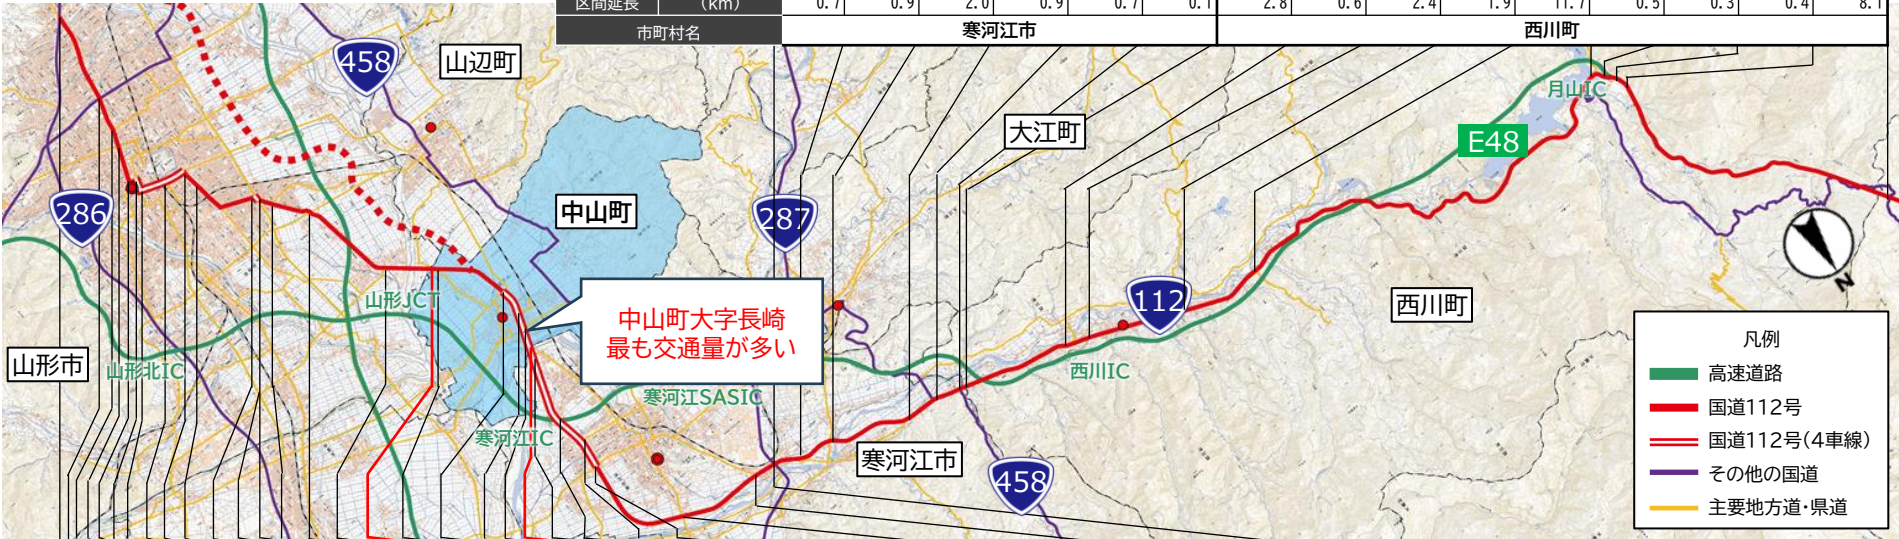 区間延長 (km) 0.7 0.9 2.0 0.9 0.7 0.1 2.8 0.6 2.4 1.9 11.7 0.5 0.3 0.4 8.1
市町村名 寒河江市 西川町
458
山辺町
月山IC
大江町
E48
286
中山町
287
山形JCT
112
西川町
中山町大字長崎
最も交通量が多い
山形市
山形北IC
西川IC
寒河江SASIC
寒河江IC
寒河江市
458
N
凡例
高速道路
国道112号
国道112号(4車線)
その他の国道
主要地方道・県道